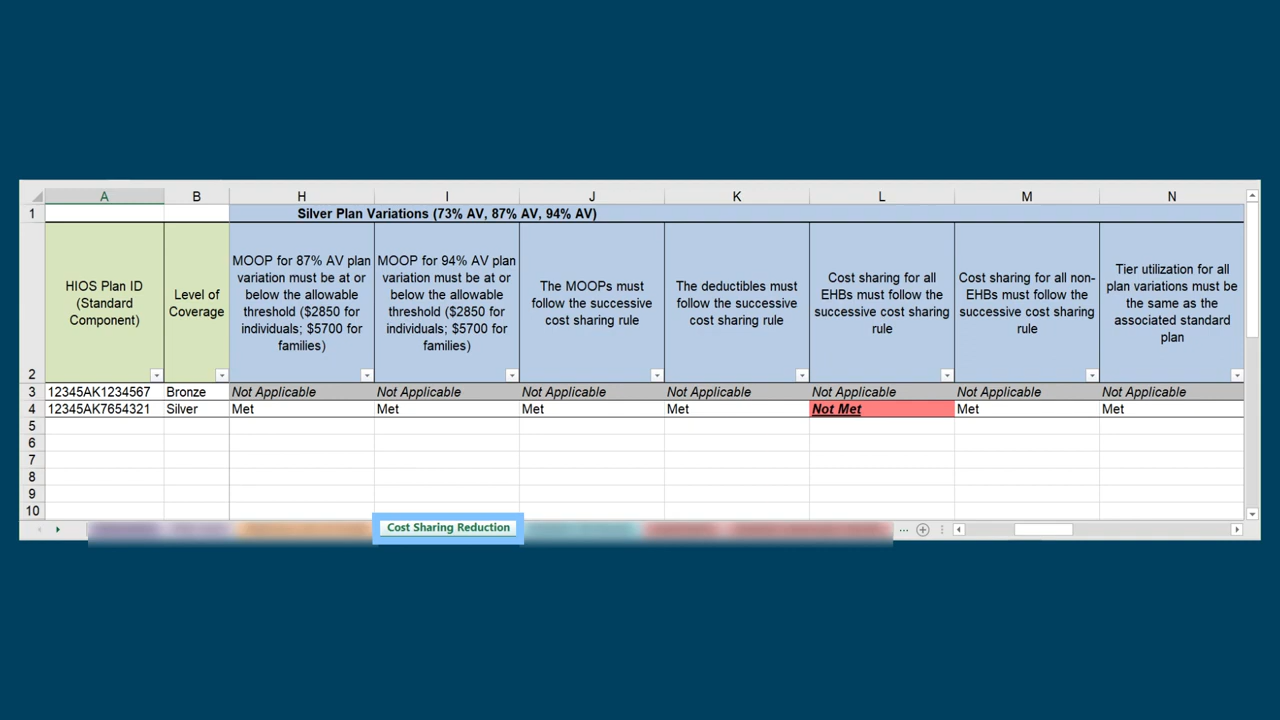 A B H I J K L M N
1 Silver Plan Variations (73% AV, 87% AV, 94% AV)
2
HIOS Plan ID
(Standard
Component)
Level of
Coverage
MOOP for 87% AV plan
variation must be at or
below the allowable
threshold ($2850 for
individuals; $5700 for
families)
MOOP for 94% AV plan
variation must be at or
below the allowable
threshold ($2850 for
individuals; $5700 for
families)
The MOOPs must
follow the successive
cost sharing rule
The deductibles must
follow the successive
cost sharing rule
Cost sharing for all
EHBs must follow the
successive cost sharing
rule
Cost sharing for all non-
EHBs must follow the
successive cost sharing
rule
Tier utilization for all
plan variations must be
the same as the
associated standard
plan
3 12345AK1234567 Bronze Not Applicable Not Applicable Not Applicable Not Applicable Not Applicable Not Applicable Not Applicable
4 12345AK7654321 Silver Met Met Met Met Not Met Met Met
5
6
7
8
9
10
Cost Sharing Reduction
...